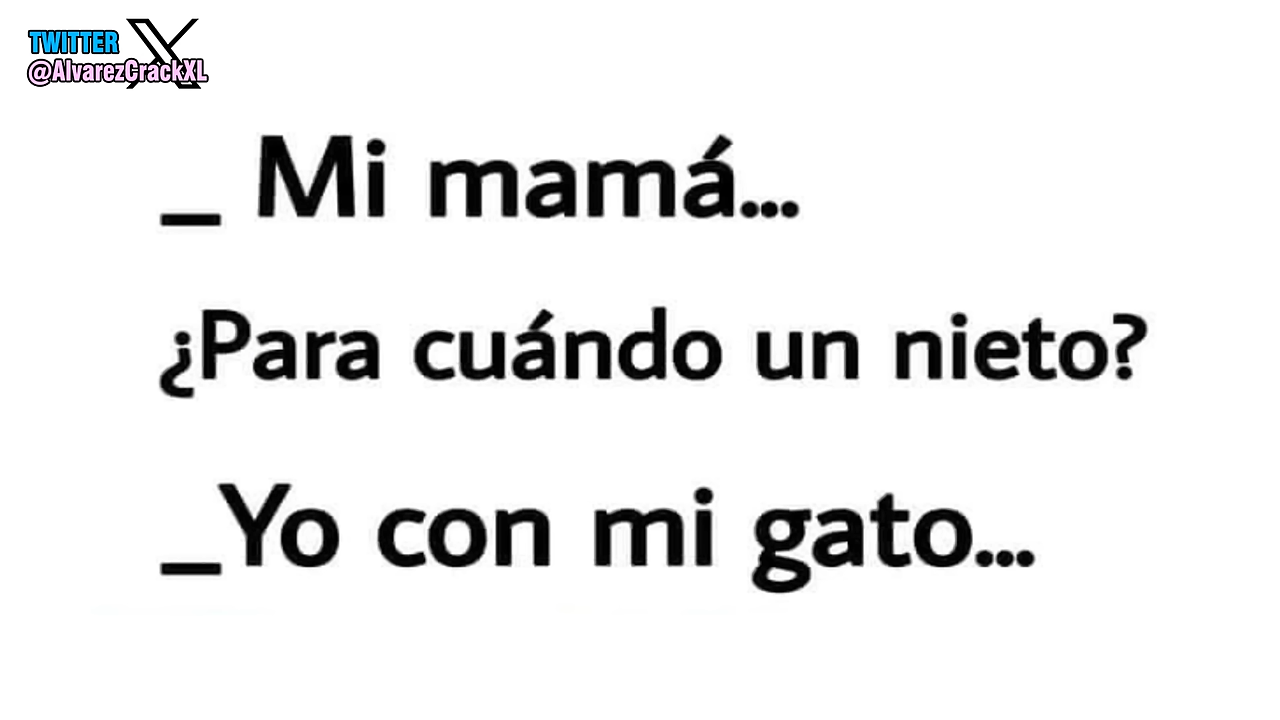 TWITTER
@AlvarezCrackXL
_ Mi mamá...
¿Para cuándo un nieto?
_Yo con mi gato...